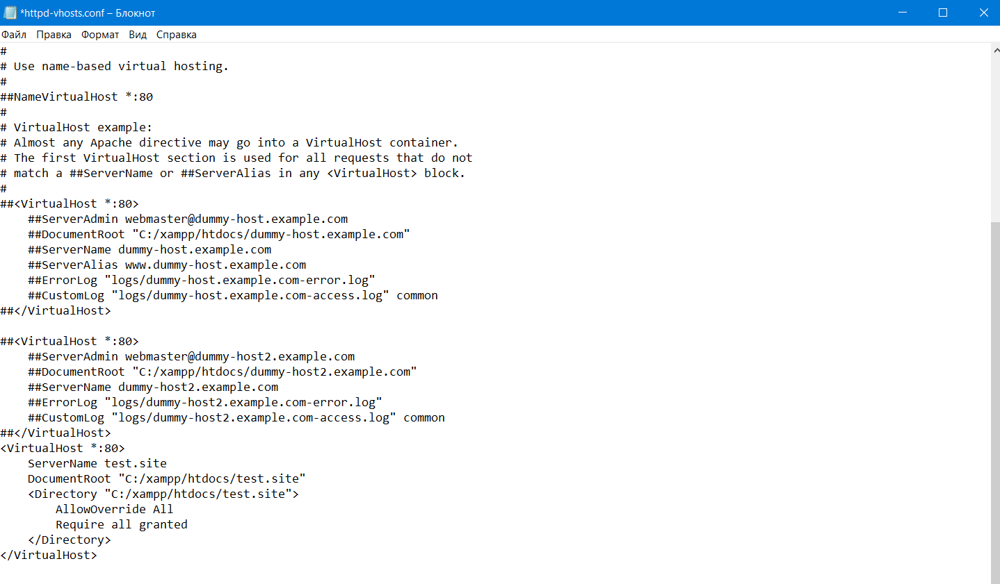 *httpd-vhosts.conf – Блокнот
Файл Правка Формат Вид Справка
#
# Use name-based virtual hosting.
#
##NameVirtualHost *:80
#
# VirtualHost example:
# Almost any Apache directive may go into a VirtualHost container.
# The first VirtualHost section is used for all requests that do not
# match a ##ServerName or ##ServerAlias in any <VirtualHost> block.
#
##<VirtualHost *:80>
    ##ServerAdmin webmaster@dummy-host.example.com
    ##DocumentRoot "C:/xampp/htdocs/dummy-host.example.com"
    ##ServerName dummy-host.example.com
    ##ServerAlias www.dummy-host.example.com
    ##ErrorLog "logs/dummy-host.example.com-error.log"
    ##CustomLog "logs/dummy-host.example.com-access.log" common
##</VirtualHost>

##<VirtualHost *:80>
    ##ServerAdmin webmaster@dummy-host2.example.com
    ##DocumentRoot "C:/xampp/htdocs/dummy-host2.example.com"
    ##ServerName dummy-host2.example.com
    ##ErrorLog "logs/dummy-host2.example.com-error.log"
    ##CustomLog "logs/dummy-host2.example.com-access.log" common
##</VirtualHost>
<VirtualHost *:80>
    ServerName test.site
    DocumentRoot "C:/xampp/htdocs/test.site"
    <Directory "C:/xampp/htdocs/test.site">
        AllowOverride All
        Require all granted
    </Directory>
</VirtualHost>